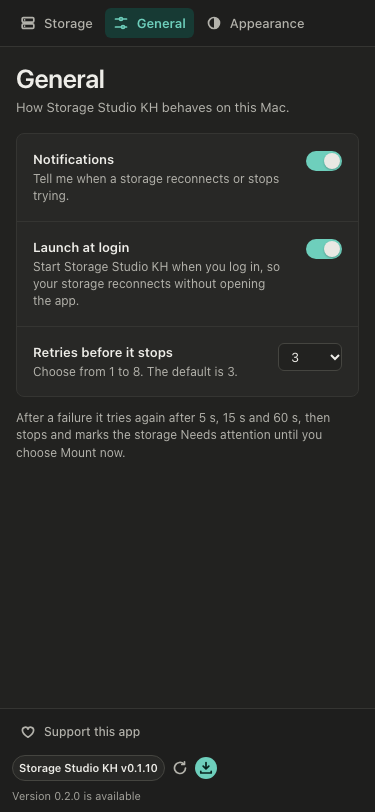 Storage
General
Appearance
General
How Storage Studio KH behaves on this Mac.
Notifications
Tell me when a storage reconnects or stops
trying.
Launch at login
Start Storage Studio KH when you log in, so
your storage reconnects without opening
the app.
Retries before it stops
Choose from 1 to 8. The default is 3.
3
After a failure it tries again after 5 s, 15 s and 60 s, then
stops and marks the storage Needs attention until you
choose Mount now.
Support this app
Storage Studio KH v0.1.10
Version 0.2.0 is available